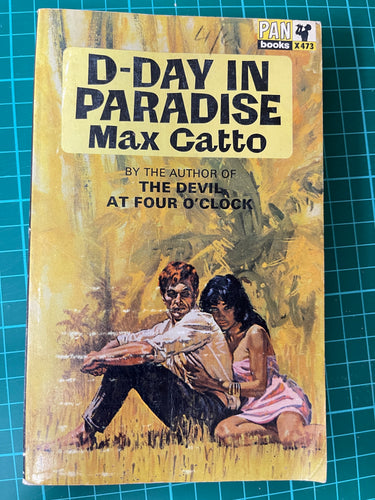 PAN
books X 473
D-DAY IN
PARADISE
Max Catto
BY THE AUTHOR OF
THE DEVIL
AT FOUR O'CLOCK